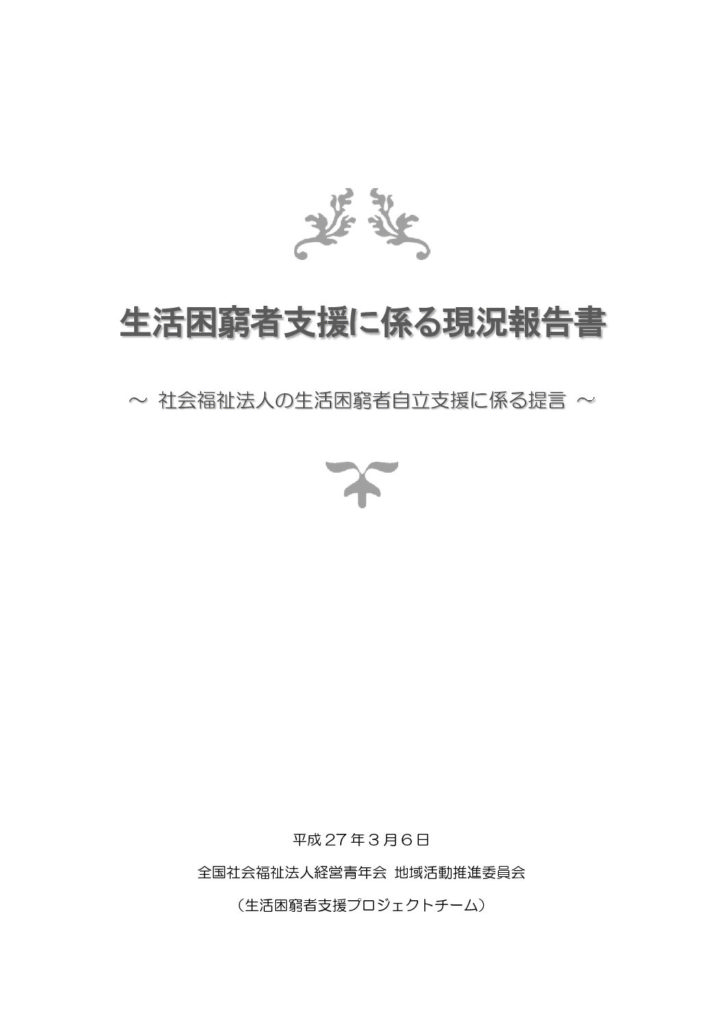 生活困窮者支援に係る現況報告書
～ 社会福祉法人の生活困窮者自立支援に係る提言 ～
平成 27 年 3 月 6 日
全国社会福祉法人経営青年会 地域活動推進委員会
（生活困窮者支援プロジェクトチーム）